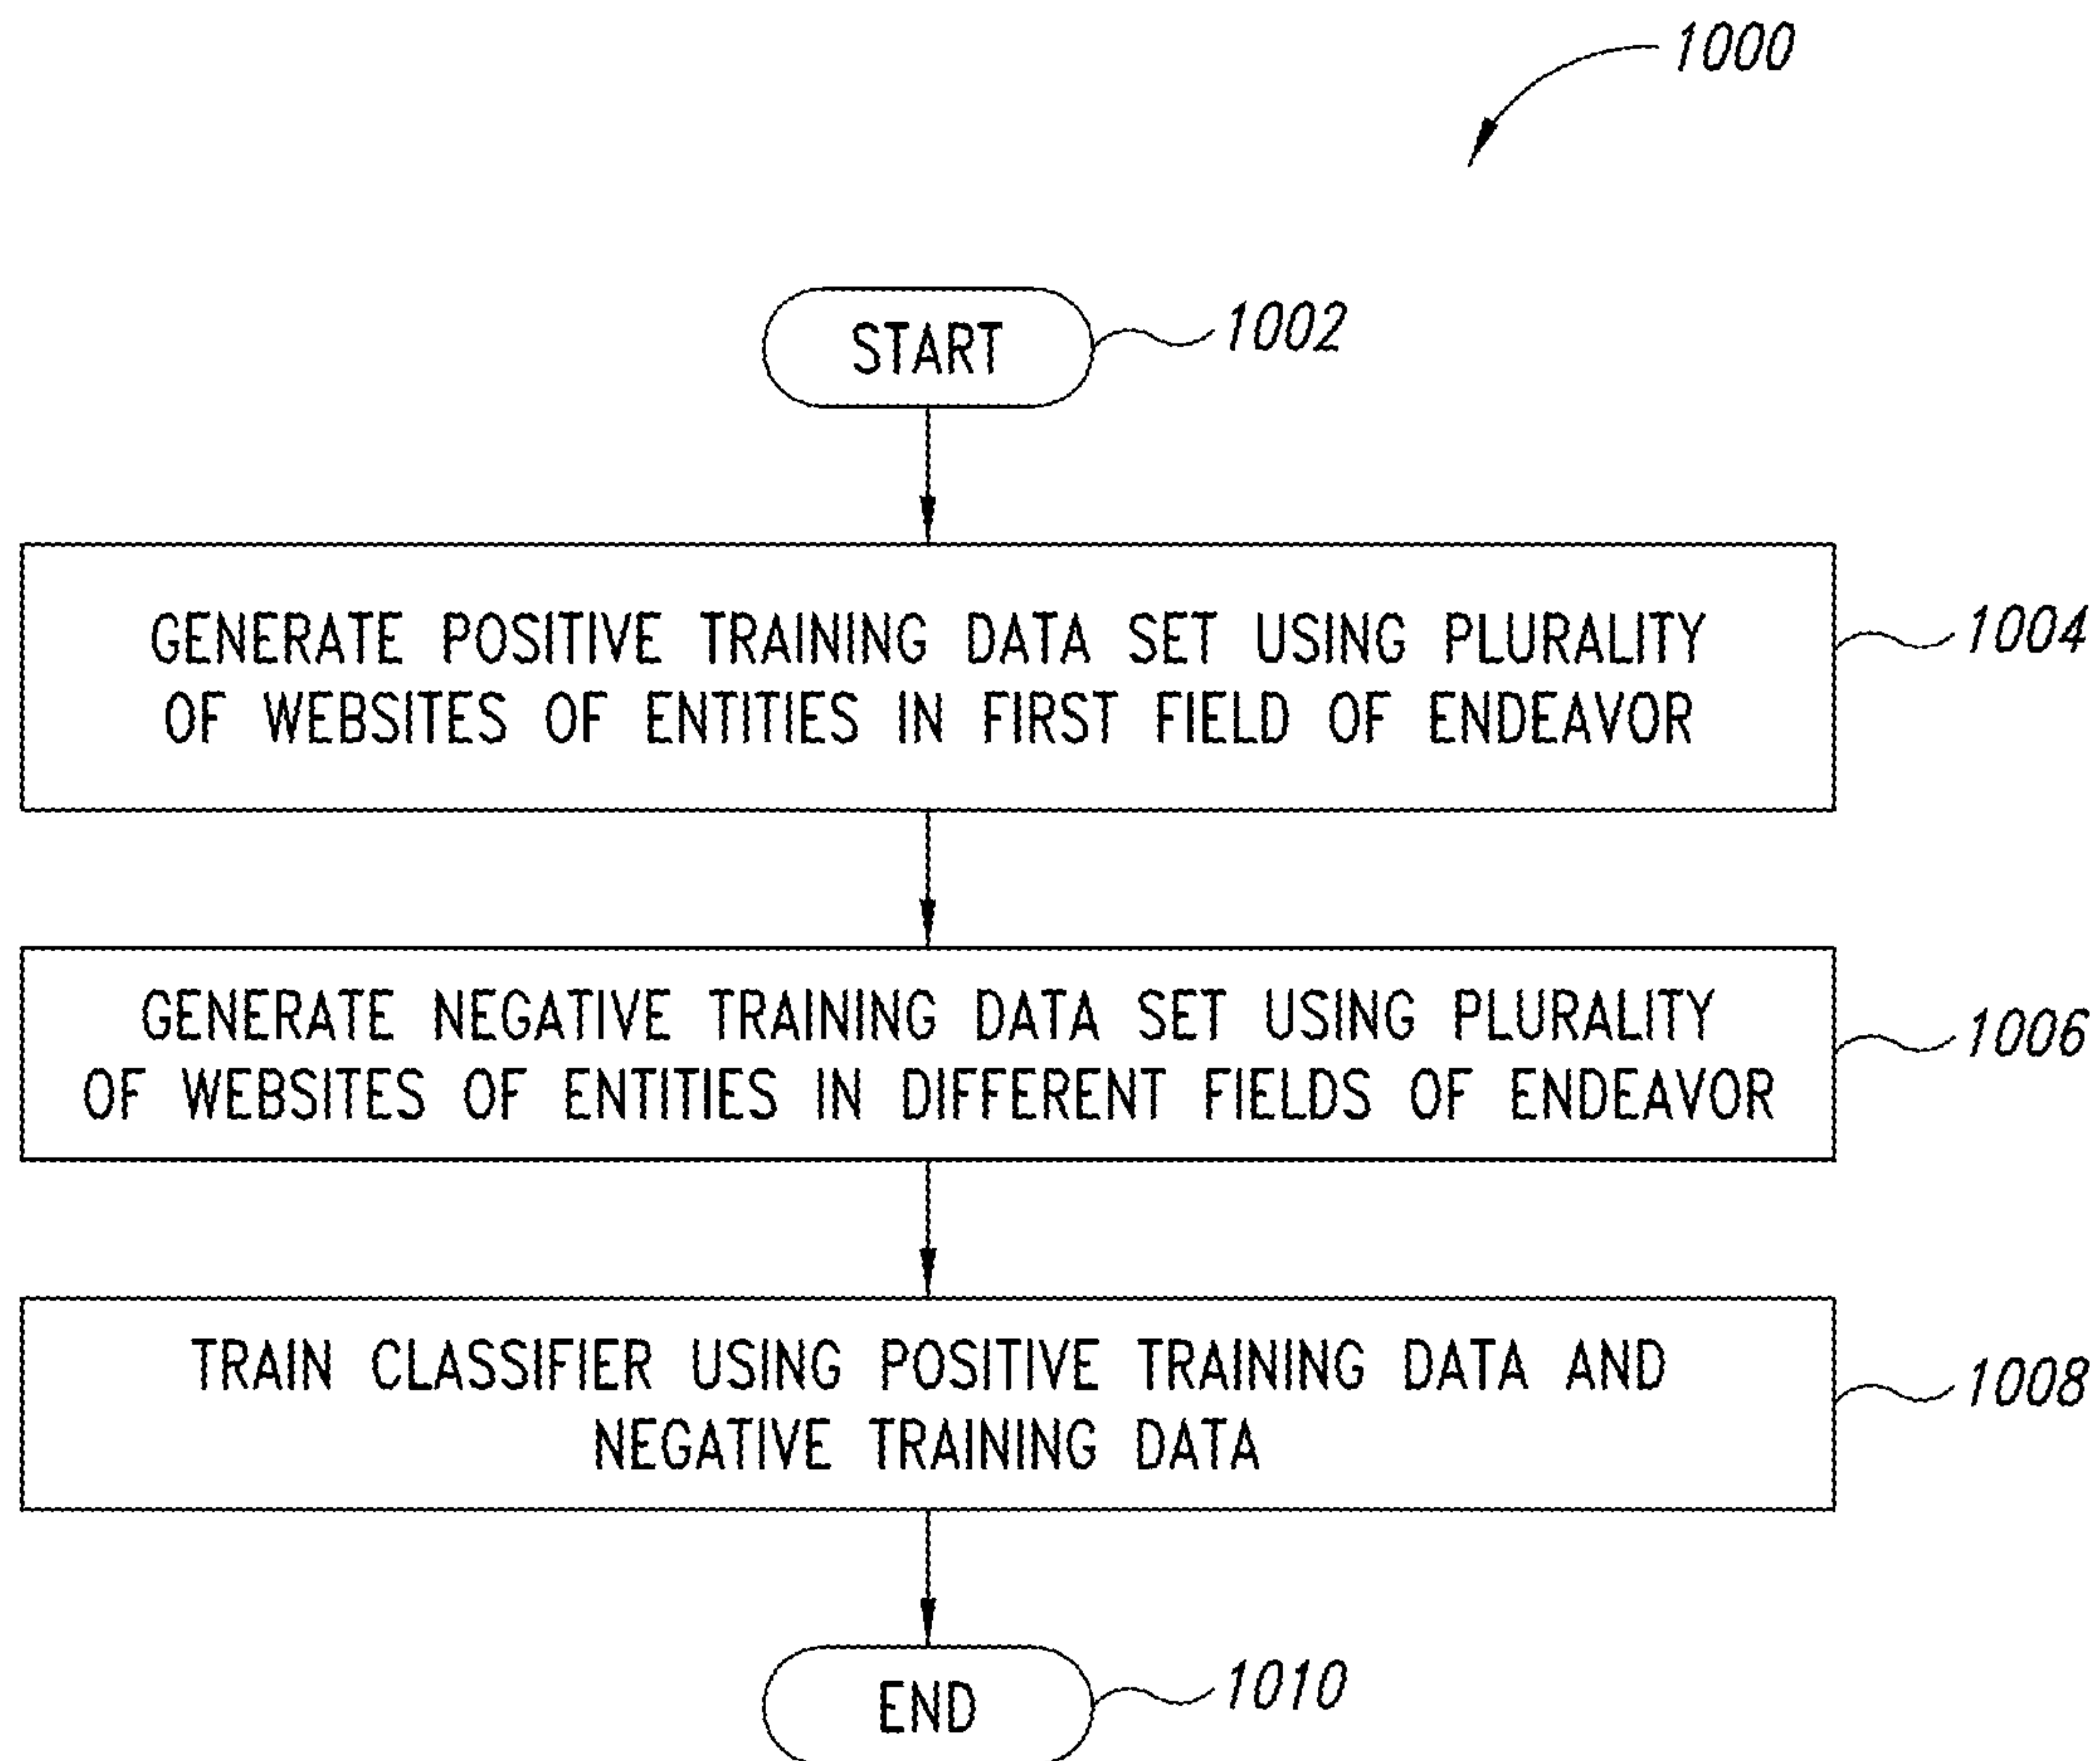 1000
START
1002
GENERATE POSITIVE TRAINING DATA SET USING PLURALITY
OF WEBSITES OF ENTITIES IN FIRST FIELD OF ENDEAVOR
1004
GENERATE NEGATIVE TRAINING DATA SET USING PLURALITY
OF WEBSITES OF ENTITIES IN DIFFERENT FIELDS OF ENDEAVOR
1006
TRAIN CLASSIFIER USING POSITIVE TRAINING DATA AND
NEGATIVE TRAINING DATA
1008
END
1010